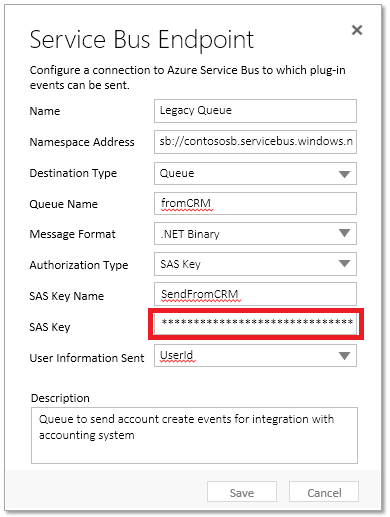 Service Bus Endpoint
Configure a connection to Azure Service Bus to which plug-in
events can be sent.
Name Legacy Queue
Namespace Address sb://contososb.servicebus.windows.n
Destination Type Queue
Queue Name fromCRM
Message Format .NET Binary
Authorization Type SAS Key
SAS Key Name SendFromCRM
SAS Key ******************************
User Information Sent UserId
Description
Queue to send account create events for integration with
accounting system
Save Cancel